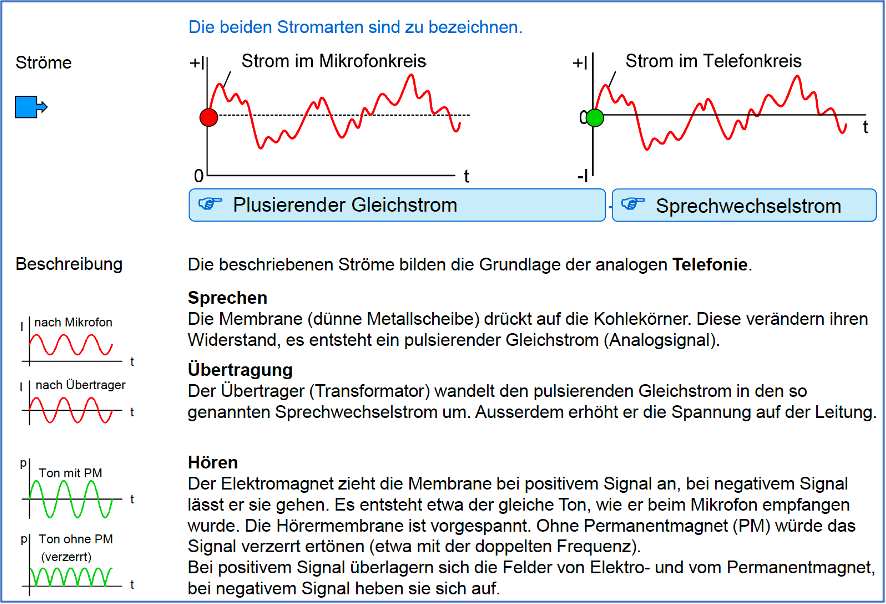 Die beiden Stromarten sind zu bezeichnen.
Ströme
+I
Strom im Mikrofonkreis
0
t
+I
Strom im Telefonkreis
0
t
-I
Plusierender Gleichstrom
Sprechwechselstrom
Beschreibung
Die beschriebenen Ströme bilden die Grundlage der analogen Telefonie.
Sprechen
Die Membrane (dünne Metallscheibe) drückt auf die Kohlekörner. Diese verändern ihren
Widerstand, es entsteht ein pulsierender Gleichstrom (Analogsignal).
I
nach Mikrofon
t
Übertragung
Der Übertrager (Transformator) wandelt den pulsierenden Gleichstrom in den so
genannten Sprechwechselstrom um. Ausserdem erhöht er die Spannung auf der Leitung.
I
nach Übertrager
t
Hören
Der Elektromagnet zieht die Membrane bei positivem Signal an, bei negativem Signal
lässt er sie gehen. Es entsteht etwa der gleiche Ton, wie er beim Mikrofon empfangen
wurde. Die Hörermembrane ist vorgespannt. Ohne Permanentmagnet (PM) würde das
Signal verzerrt ertönen (etwa mit der doppelten Frequenz).
Bei positivem Signal überlagern sich die Felder von Elektro- und vom Permanentmagnet,
bei negativem Signal heben sie sich auf.
p
Ton mit PM
t
p
Ton ohne PM
(verzerrt)
t